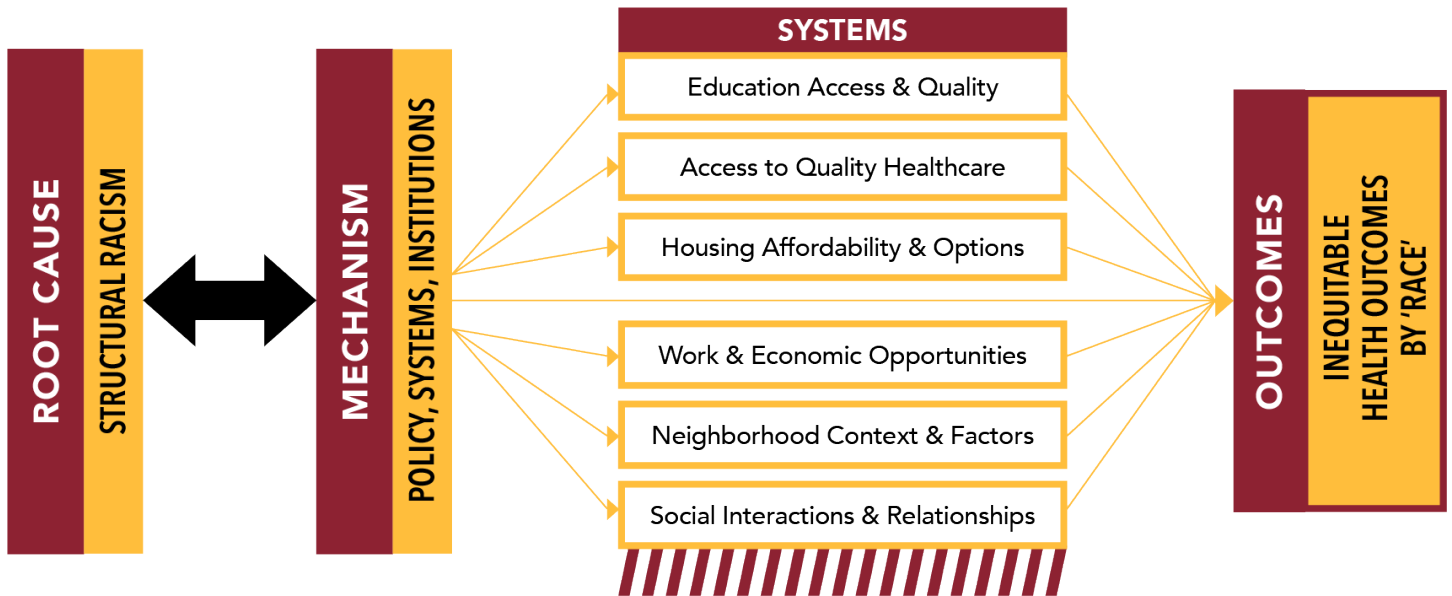 ROOT CAUSE
STRUCTURAL RACISM
MECHANISM
POLICY, SYSTEMS, INSTITUTIONS
SYSTEMS
Education Access & Quality
Access to Quality Healthcare
Housing Affordability & Options
Work & Economic Opportunities
Neighborhood Context & Factors
Social Interactions & Relationships
OUTCOMES
INEQUITABLE
HEALTH OUTCOMES
BY ‘RACE’